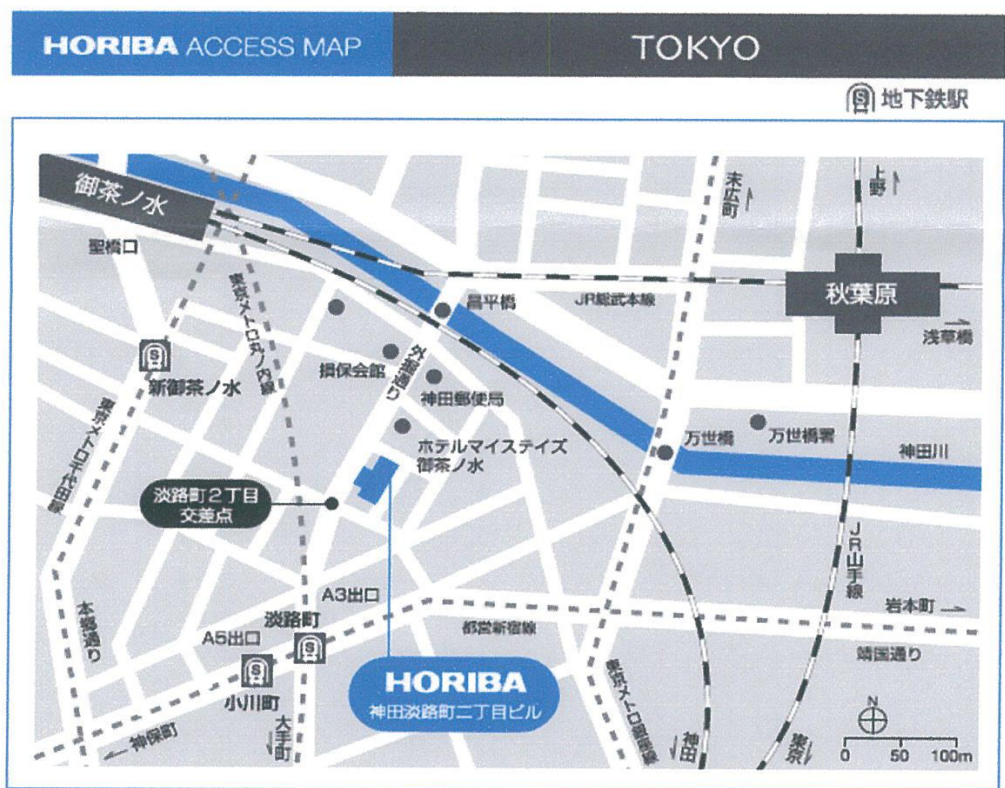 HORIBA ACCESS MAP
TOKYO
S 地下鉄駅
御茶ノ水
聖橋口
末広町
上野
秋葉原
昌平橋
JR総武本線
浅草橋
東京メトロ丸ノ内線
外堀通り
損保会館
S
新御茶ノ水
神田郵便局
東京メトロ千代田線
ホテルマイステイズ
御茶ノ水
万世橋
万世橋署
神田川
淡路町2丁目
交差点
JR山手線
A3出口
岩本町
本郷通り
淡路町
A5出口
都営新宿線
靖国通り
S
S
小川町
HORIBA
神田淡路町二丁目ビル
東京メトロ銀座線
神保町
大手町
神田
東京
N
0 50 100m